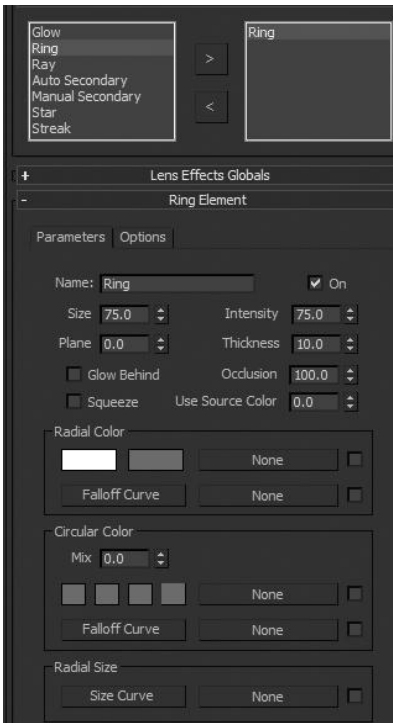 Glow
Ring
Ray
Auto Secondary
Manual Secondary
Star
Streak
>
<
Ring
+ Lens Effects Globals
- Ring Element
Parameters Options
Name: Ring On
Size 75.0 Intensity 75.0
Plane 0.0 Thickness 10.0
Glow Behind Occlusion 100.0
Squeeze Use Source Color 0.0
Radial Color
None
Falloff Curve None
Circular Color
Mix 0.0
None
Falloff Curve None
Radial Size
Size Curve None